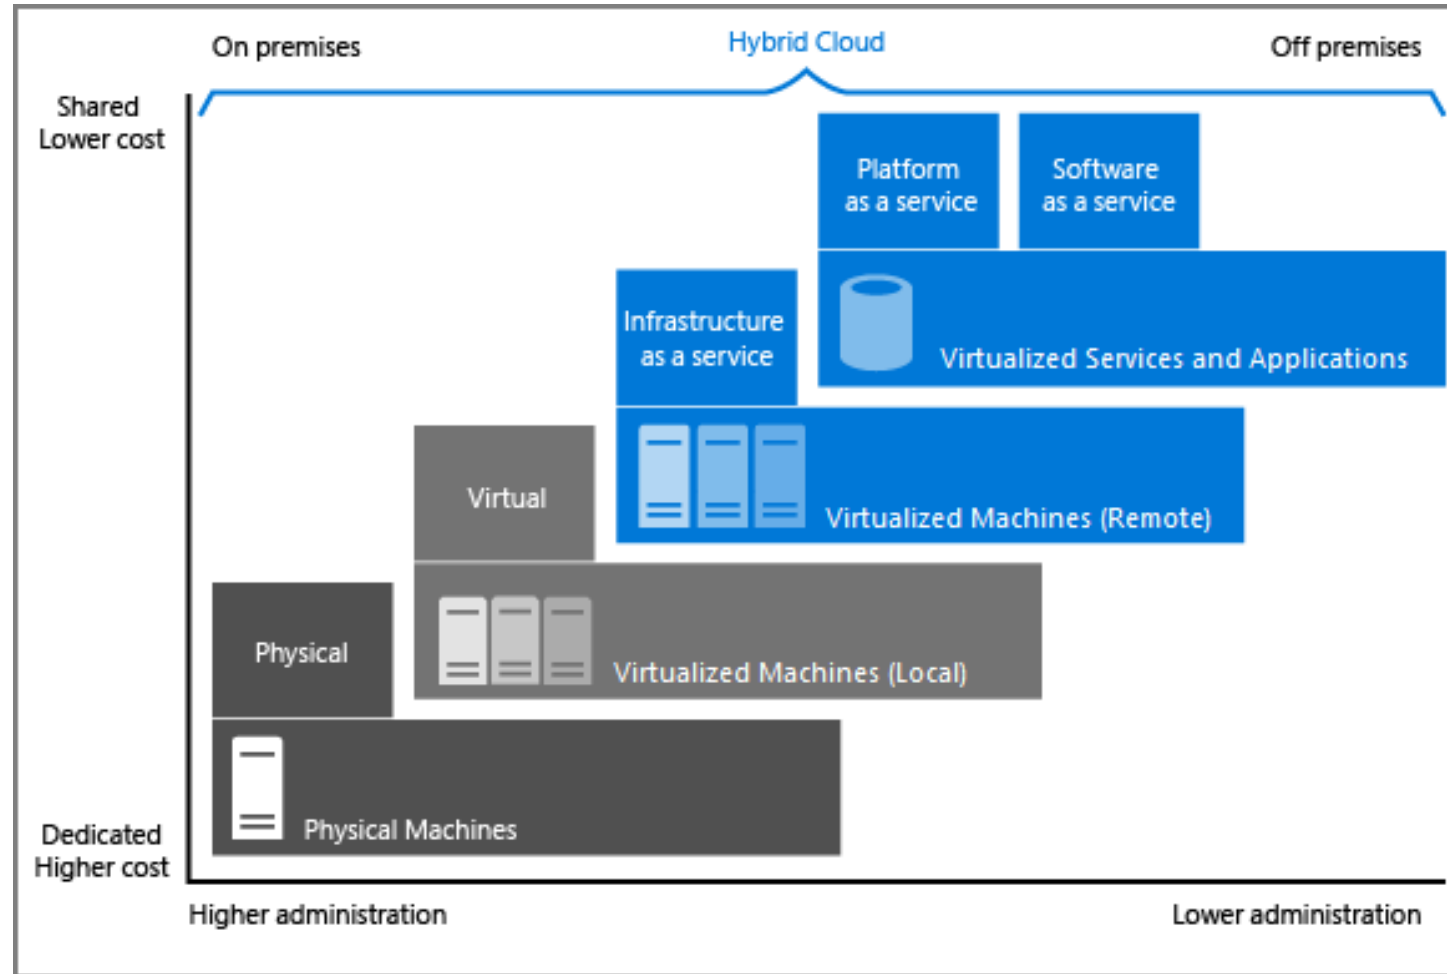 On premises
Hybrid Cloud
Off premises
Shared
Lower cost
Platform
as a service
Software
as a service
Infrastructure
as a service
Virtualized Services and Applications
Virtual
Virtualized Machines (Remote)
Physical
Virtualized Machines (Local)
Physical Machines
Dedicated
Higher cost
Higher administration
Lower administration